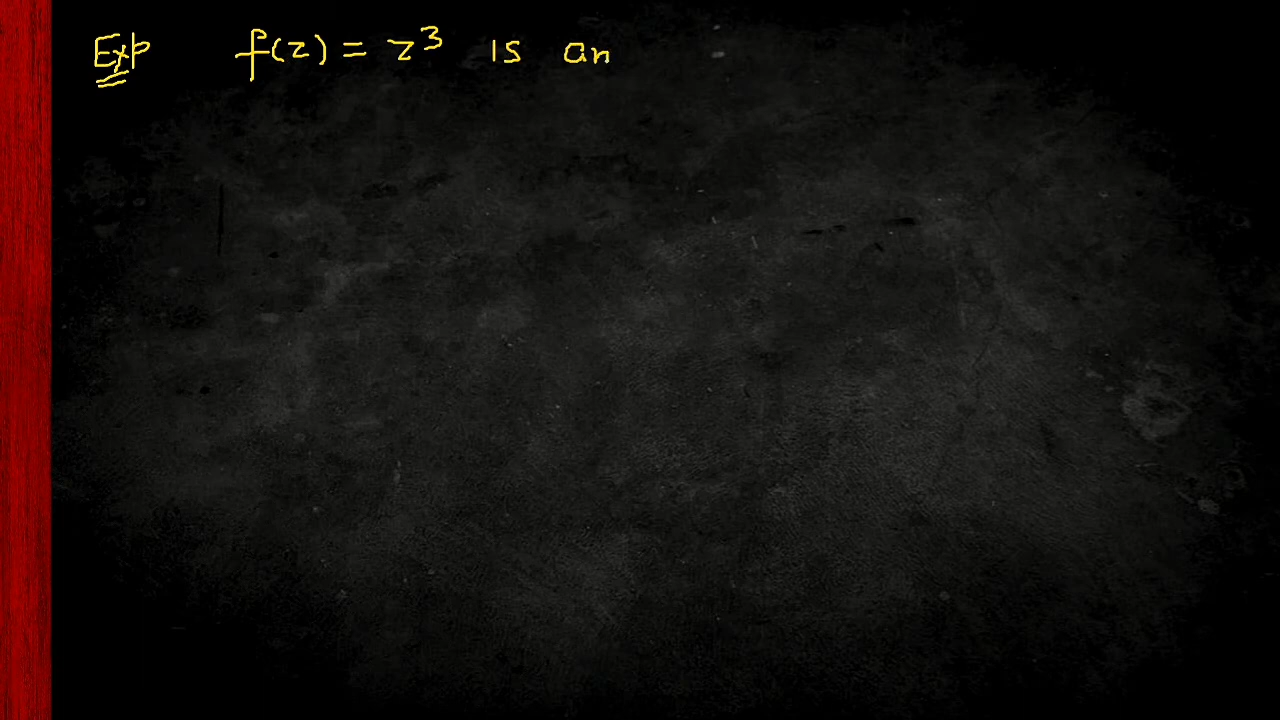 Exp f(z) = z³ is an